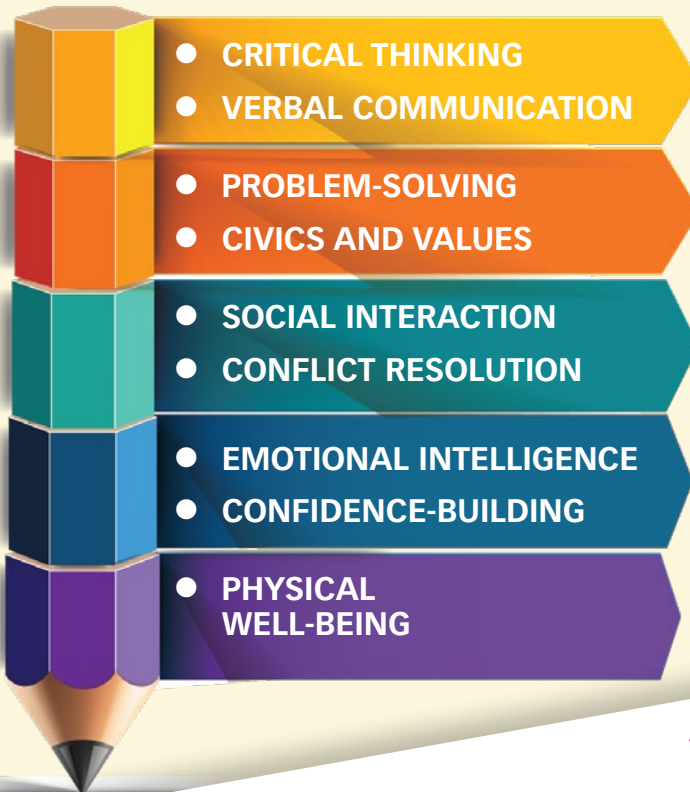 ● CRITICAL THINKING
● VERBAL COMMUNICATION
● PROBLEM-SOLVING
● CIVICS AND VALUES
● SOCIAL INTERACTION
● CONFLICT RESOLUTION
● EMOTIONAL INTELLIGENCE
● CONFIDENCE-BUILDING
● PHYSICAL
WELL-BEING